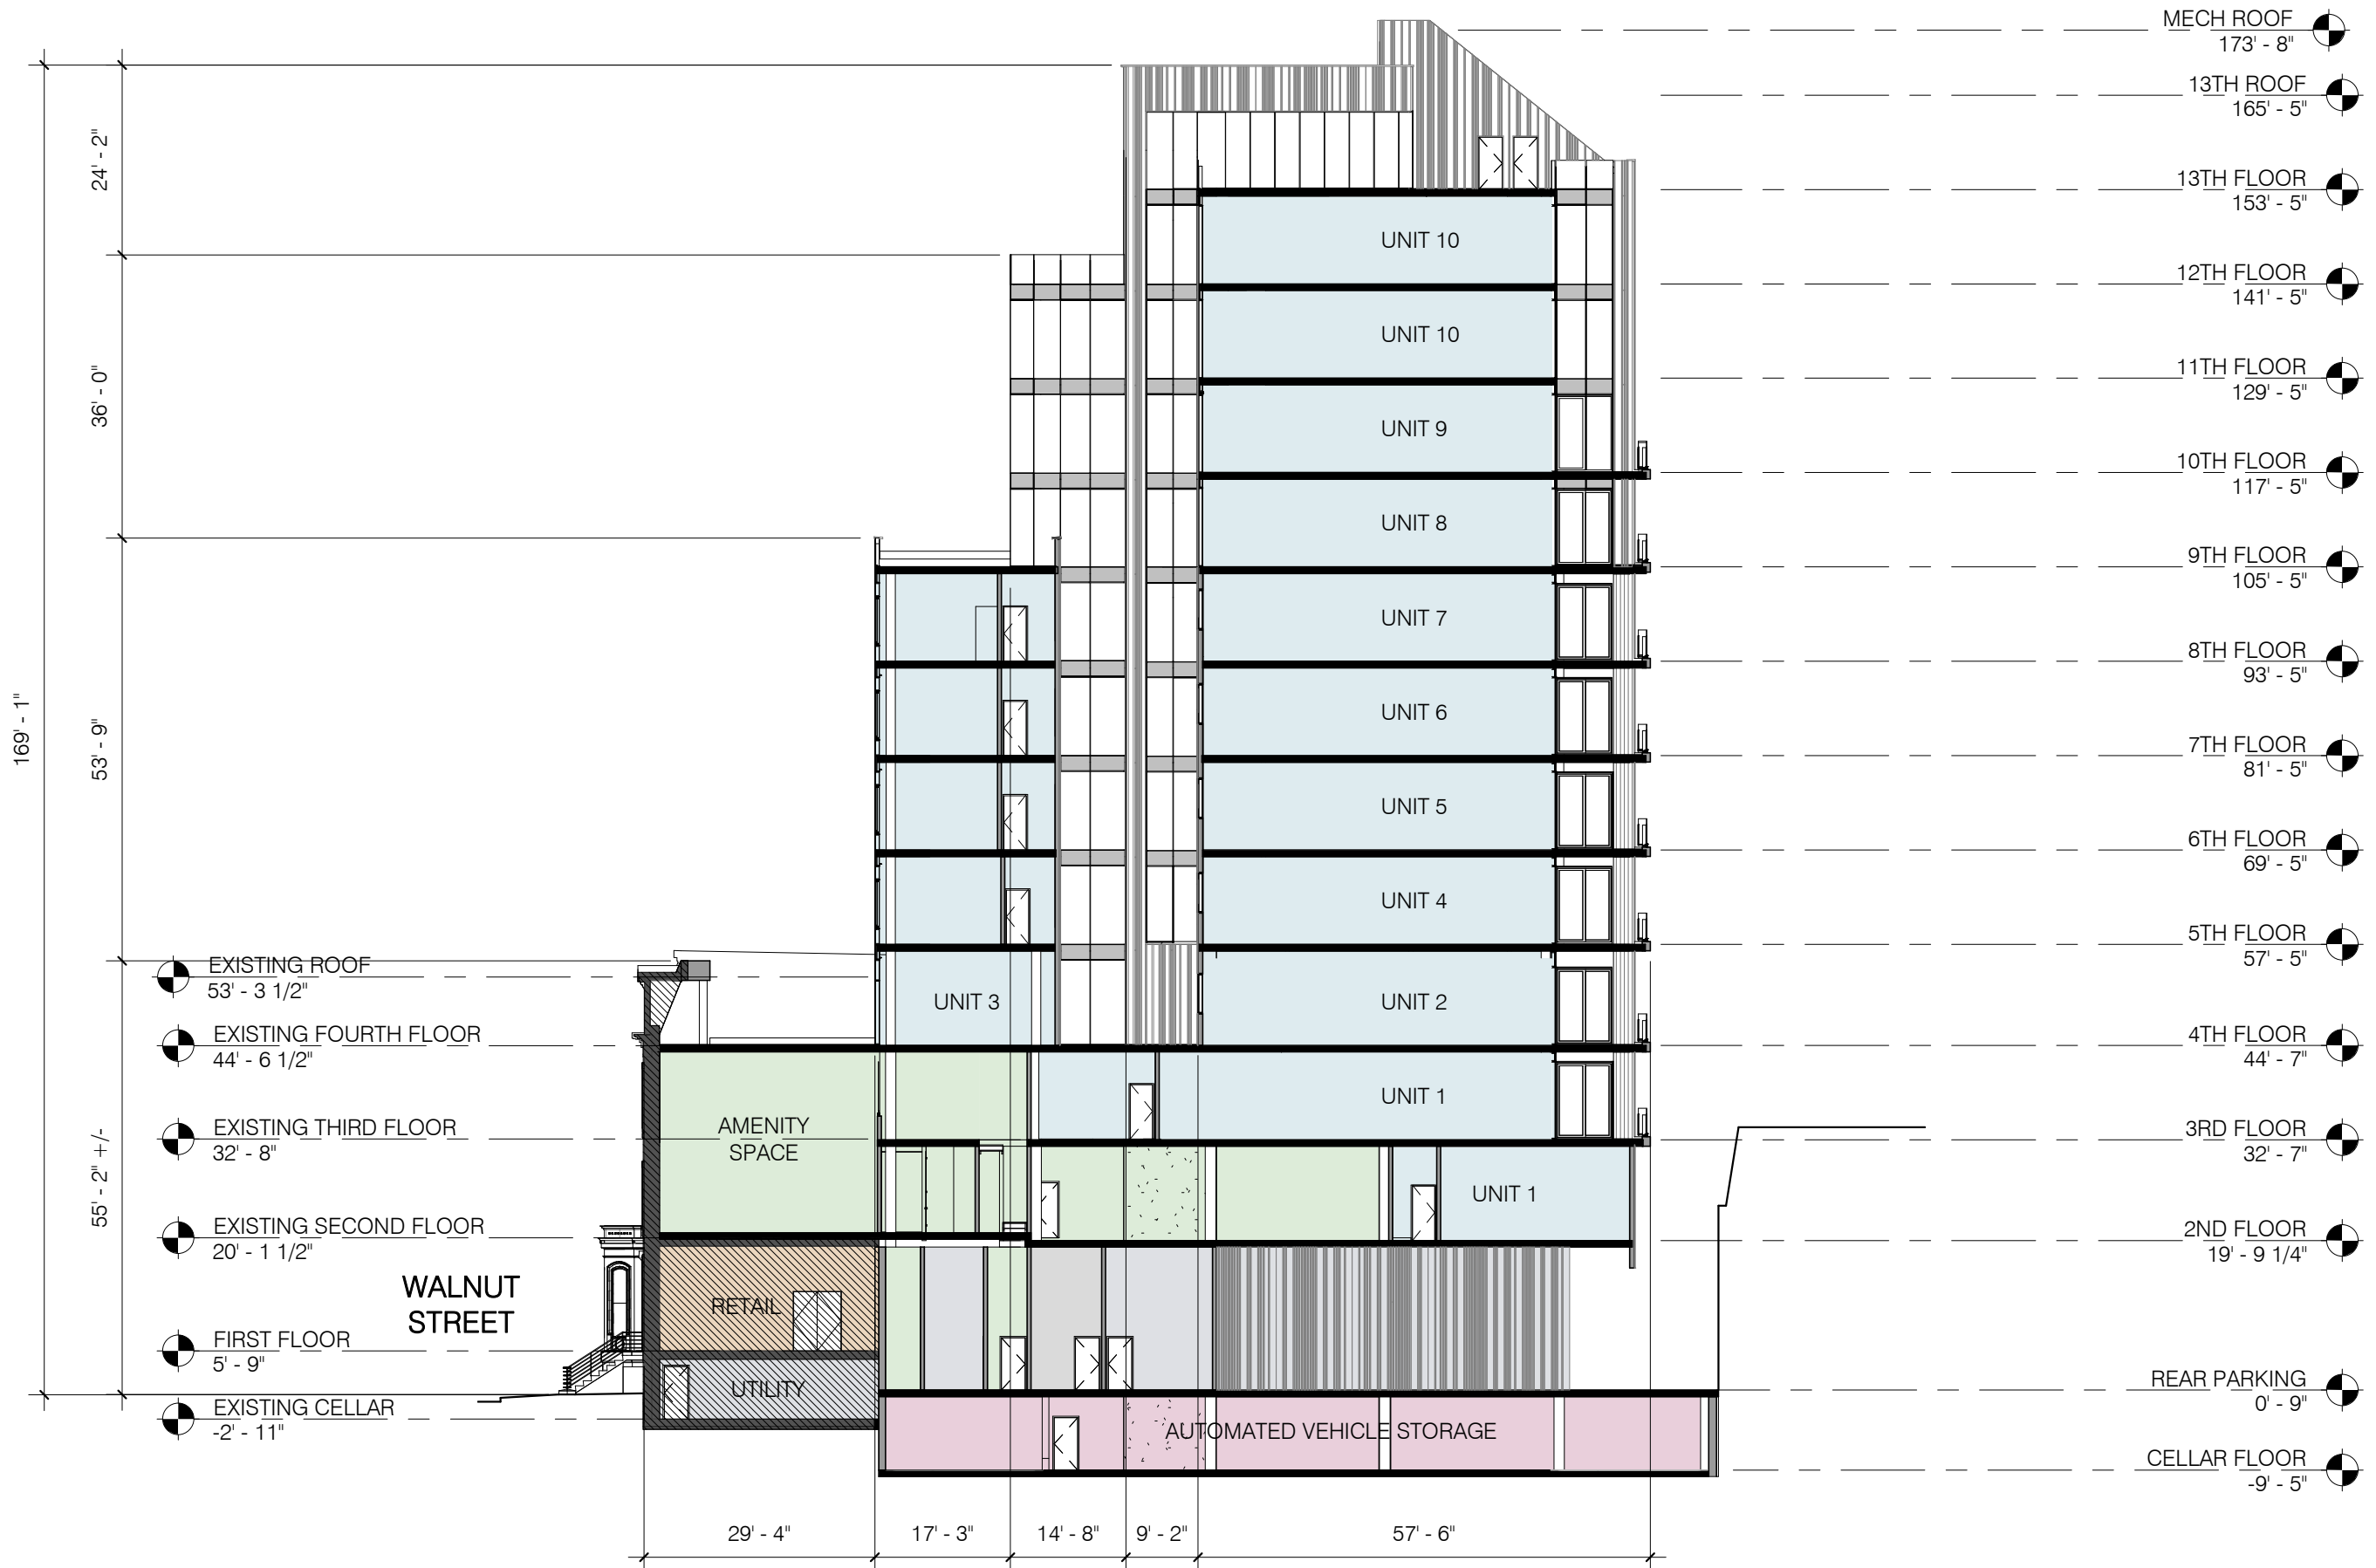 MECH ROOF
173' - 8"
13TH ROOF
165' - 5"
13TH FLOOR
153' - 5"
12TH FLOOR
141' - 5"
11TH FLOOR
129' - 5"
10TH FLOOR
117' - 5"
9TH FLOOR
105' - 5"
8TH FLOOR
93' - 5"
7TH FLOOR
81' - 5"
6TH FLOOR
69' - 5"
5TH FLOOR
57' - 5"
4TH FLOOR
44' - 7"
3RD FLOOR
32' - 7"
2ND FLOOR
19' - 9 1/4"
REAR PARKING
0' - 9"
CELLAR FLOOR
-9' - 5"
24' - 2"
36' - 0"
53' - 9"
55' - 2" +/-
169' - 1"
EXISTING ROOF
53' - 3 1/2"
EXISTING FOURTH FLOOR
44' - 6 1/2"
EXISTING THIRD FLOOR
32' - 8"
EXISTING SECOND FLOOR
20' - 1 1/2"
FIRST FLOOR
5' - 9"
EXISTING CELLAR
-2' - 11"
WALNUT
STREET
UNIT 10
UNIT 10
UNIT 9
UNIT 8
UNIT 7
UNIT 6
UNIT 5
UNIT 4
UNIT 3
UNIT 2
UNIT 1
AMENITY
SPACE
UNIT 1
RETAIL
UTILITY
AUTOMATED VEHICLE STORAGE
29' - 4"
17' - 3"
14' - 8"
9' - 2"
57' - 6"